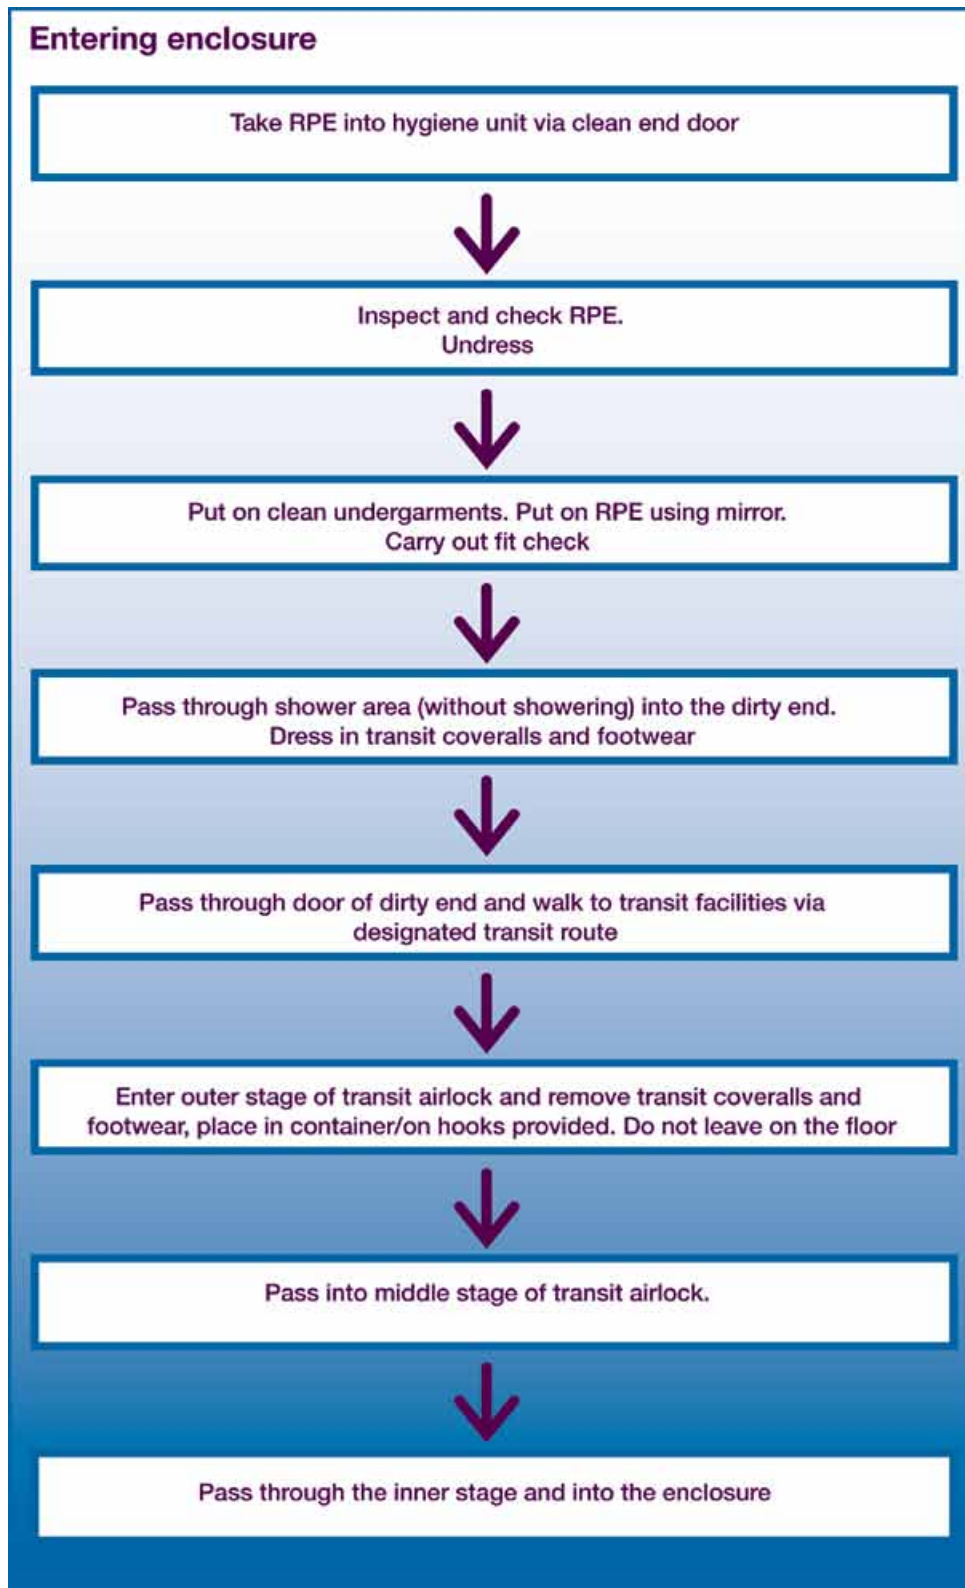 Entering enclosure
Take RPE into hygiene unit via clean end door
Inspect and check RPE.
Undress
Put on clean undergarments. Put on RPE using mirror.
Carry out fit check
Pass through shower area (without showering) into the dirty end.
Dress in transit coveralls and footwear
Pass through door of dirty end and walk to transit facilities via
designated transit route
Enter outer stage of transit airlock and remove transit coveralls and
footwear, place in container/on hooks provided. Do not leave on the floor
Pass into middle stage of transit airlock.
Pass through the inner stage and into the enclosure